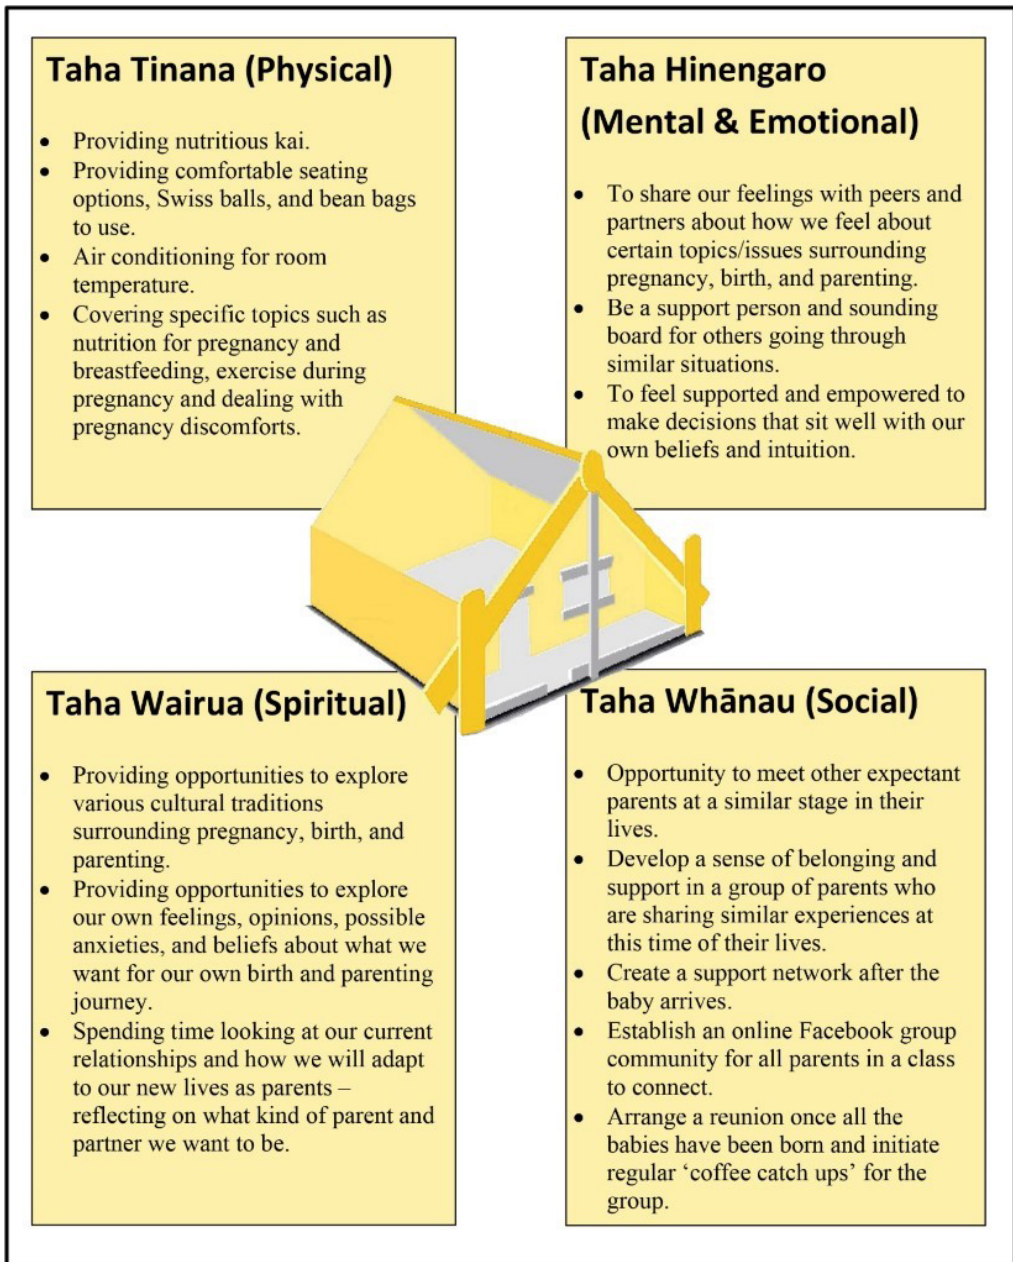 Taha Tinana (Physical)
• Providing nutritious kai.
• Providing comfortable seating
options, Swiss balls, and bean bags
to use.
• Air conditioning for room
temperature.
• Covering specific topics such as
nutrition for pregnancy and
breastfeeding, exercise during
pregnancy and dealing with
pregnancy discomforts.
Taha Hinengaro
(Mental & Emotional)
• To share our feelings with peers and
partners about how we feel about
certain topics/issues surrounding
pregnancy, birth, and parenting.
• Be a support person and sounding
board for others going through
similar situations.
• To feel supported and empowered to
make decisions that sit well with our
own beliefs and intuition.
Taha Wairua (Spiritual)
• Providing opportunities to explore
various cultural traditions
surrounding pregnancy, birth, and
parenting.
• Providing opportunities to explore
our own feelings, opinions, possible
anxieties, and beliefs about what we
want for our own birth and parenting
journey.
• Spending time looking at our current
relationships and how we will adapt
to our new lives as parents –
reflecting on what kind of parent and
partner we want to be.
Taha Whānau (Social)
• Opportunity to meet other expectant
parents at a similar stage in their
lives.
• Develop a sense of belonging and
support in a group of parents who
are sharing similar experiences at
this time of their lives.
• Create a support network after the
baby arrives.
• Establish an online Facebook group
community for all parents in a class
to connect.
• Arrange a reunion once all the
babies have been born and initiate
regular ‘coffee catch ups’ for the
group.